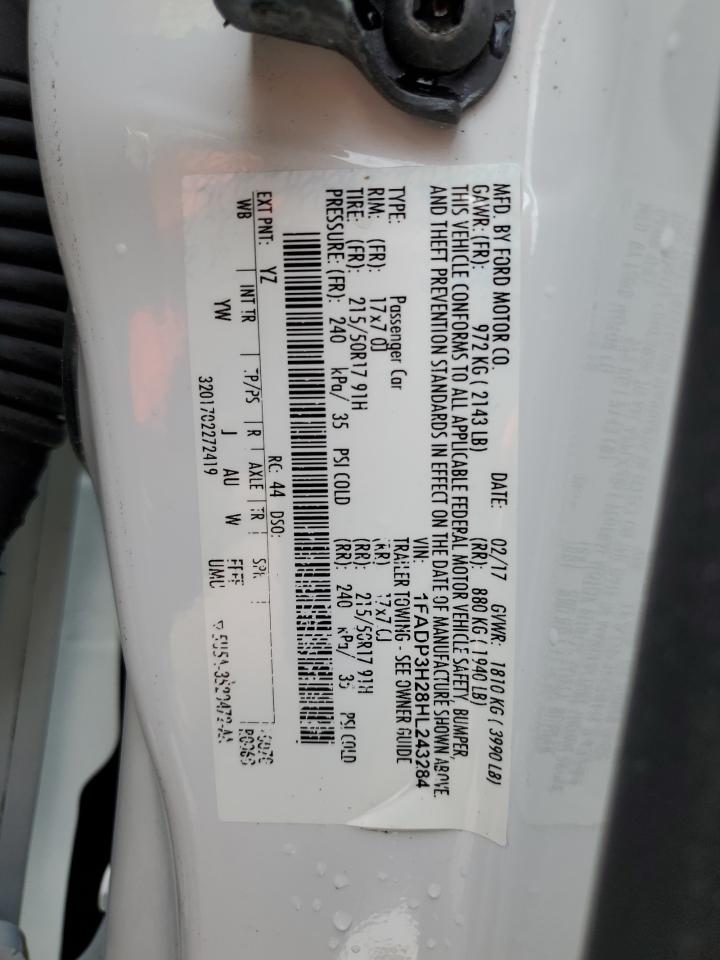 MFD. BY FORD MOTOR CO. DATE: 02/17 GVWR: 1810 KG ( 3990 LB)
GAWR: (FR): 972 KG ( 2143 LB) (RR): 880 KG ( 1940 LB)
THIS VEHICLE CONFORMS TO ALL APPLICABLE FEDERAL MOTOR VEHICLE SAFETY, BUMPER,
AND THEFT PREVENTION STANDARDS IN EFFECT ON THE DATE OF MANUFACTURE SHOWN ABOVE.
VIN: 1FADP3H28HL243284
TYPE: Passenger Car TRAILER TOWING - SEE OWNER GUIDE
RIM: (FR): 17x7.0J (RR) 17x7.0J
TIRE: (FR): 215/50R17 91H (RR): 215/50R17 91H
PRESSURE: (FR): 240 kPa/ 35 PSI COLD (RR): 240 kPa/ 35 PSI COLD
EXT PNT: YZ RC: 44 DSO:
WB INT TR TP/PS R AXLE TR SPR
YW J AU W
3201702272419